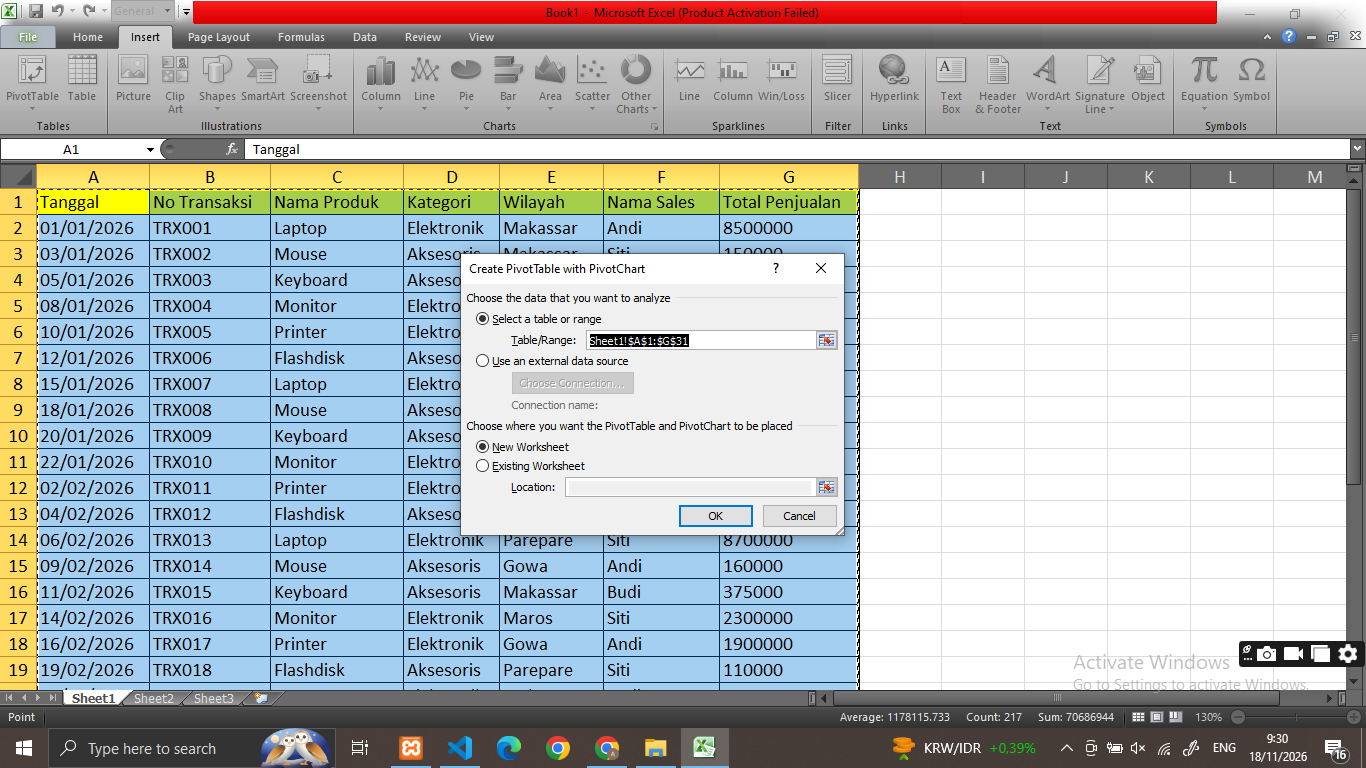 General
Book1 - Microsoft Excel (Product Activation Failed)
File Home Insert Page Layout Formulas Data Review View
PivotTable Table Picture Clip Art Shapes SmartArt Screenshot Column Line Pie Bar Area Scatter Other Charts Line Column Win/Loss Slicer Hyperlink Text Box Header & Footer WordArt Signature Line Object Equation Symbol
Tables Illustrations Charts Sparklines Filter Links Text Symbols
A1 fx Tanggal
A B C D E F G H I J K L M
1 Tanggal No Transaksi Nama Produk Kategori Wilayah Nama Sales Total Penjualan
2 01/01/2026 TRX001 Laptop Elektronik Makassar Andi 8500000
3 03/01/2026 TRX002 Mouse Aksesoris Makassar Siti 150000
4 05/01/2026 TRX003 Keyboard Akseso
5 08/01/2026 TRX004 Monitor Elektro
6 10/01/2026 TRX005 Printer Elektro
7 12/01/2026 TRX006 Flashdisk Akseso
8 15/01/2026 TRX007 Laptop Elektro
9 18/01/2026 TRX008 Mouse Akseso
10 20/01/2026 TRX009 Keyboard Akseso
11 22/01/2026 TRX010 Monitor Elektro
12 02/02/2026 TRX011 Printer Elektro
13 04/02/2026 TRX012 Flashdisk Akseso
14 06/02/2026 TRX013 Laptop Elektronik Parepare Siti 8700000
15 09/02/2026 TRX014 Mouse Aksesoris Gowa Andi 160000
16 11/02/2026 TRX015 Keyboard Aksesoris Makassar Budi 375000
17 14/02/2026 TRX016 Monitor Elektronik Maros Siti 2300000
18 16/02/2026 TRX017 Printer Elektronik Gowa Andi 1900000
19 19/02/2026 TRX018 Flashdisk Aksesoris Parepare Siti 110000
Create PivotTable with PivotChart ?
Choose the data that you want to analyze
Select a table or range
Table/Range: Sheet1!$A$1:$G$31
Use an external data source
Choose Connection...
Connection name:
Choose where you want the PivotTable and PivotChart to be placed
New Worksheet
Existing Worksheet
Location:
OK Cancel
Activate Windows
Go to Settings to activate Windows.
Sheet1 Sheet2 Sheet3
Point Average: 1178115.733 Count: 217 Sum: 70686944 130%
Type here to search KRW/IDR +0,39% ENG 9:30
18/11/2026 16